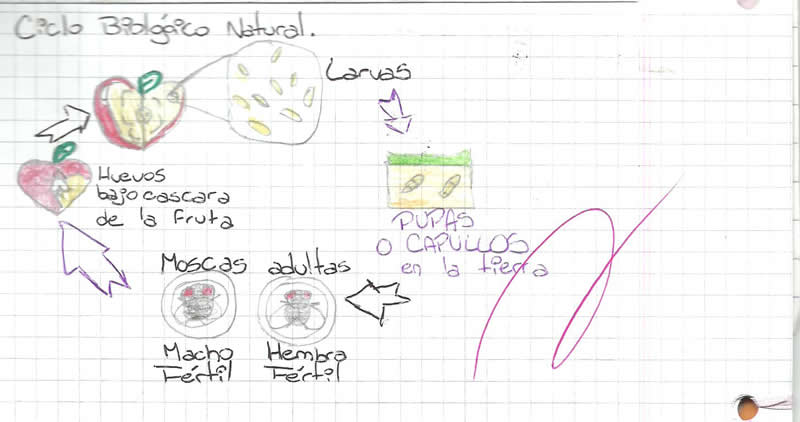 Ciclo Biológico Natural.
Larvas
Huevos
bajo cascara
de la fruta
PUPAS
O CAPULLOS
en la tierra
Moscas adultas
Macho
Fértil
Hembra
Fértil